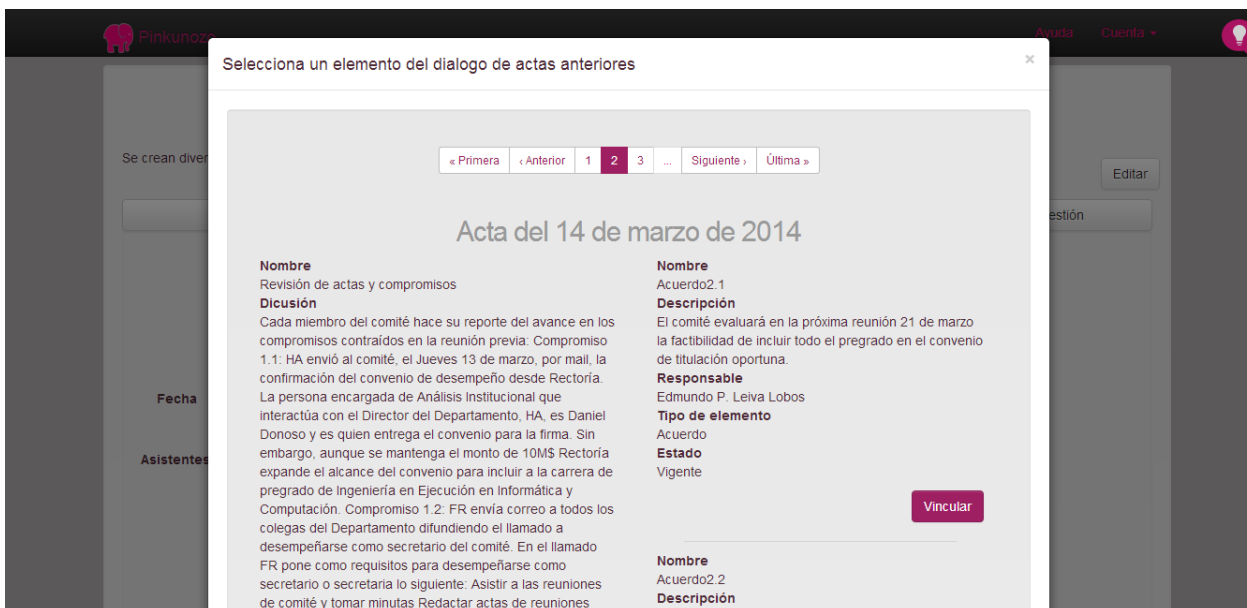 Pinkunoza
Ayuda Cuenta
Selecciona un elemento del dialogo de actas anteriores ×
Se crean diver
« Primera ‹ Anterior 1 2 3 ... Siguiente › Última »
Editar
estión
Acta del 14 de marzo de 2014
Nombre
Revisión de actas y compromisos
Dicusión
Cada miembro del comité hace su reporte del avance en los
compromisos contraídos en la reunión previa: Compromiso
1.1: HA envió al comité, el Jueves 13 de marzo, por mail, la
confirmación del convenio de desempeño desde Rectoría.
La persona encargada de Análisis Institucional que
interactúa con el Director del Departamento, HA, es Daniel
Donoso y es quien entrega el convenio para la firma. Sin
embargo, aunque se mantenga el monto de 10M$ Rectoría
expande el alcance del convenio para incluir a la carrera de
pregrado de Ingeniería en Ejecución en Informática y
Computación. Compromiso 1.2: FR envía correo a todos los
colegas del Departamento difundiendo el llamado a
desempeñarse como secretario del comité. En el llamado
FR pone como requisitos para desempeñarse como
secretario o secretaria lo siguiente: Asistir a las reuniones
de comité y tomar minutas Redactar actas de reuniones
Nombre
Acuerdo2.1
Descripción
El comité evaluará en la próxima reunión 21 de marzo
la factibilidad de incluir todo el pregrado en el convenio
de titulación oportuna.
Responsable
Edmundo P. Leiva Lobos
Tipo de elemento
Acuerdo
Estado
Vigente
Vincular
Nombre
Acuerdo2.2
Descripción
Fecha
Asistentes